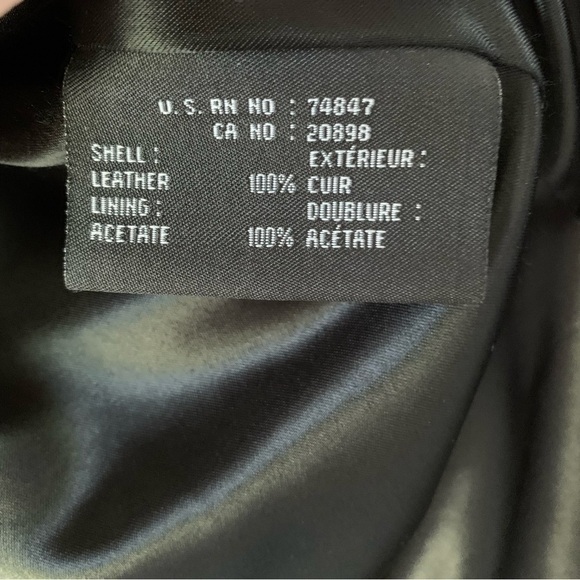 U.S. RN NO : 74847
CA NO : 20898
SHELL : EXTÉRIEUR :
LEATHER 100% CUIR
LINING : DOUBLURE :
ACETATE 100% ACÉTATE